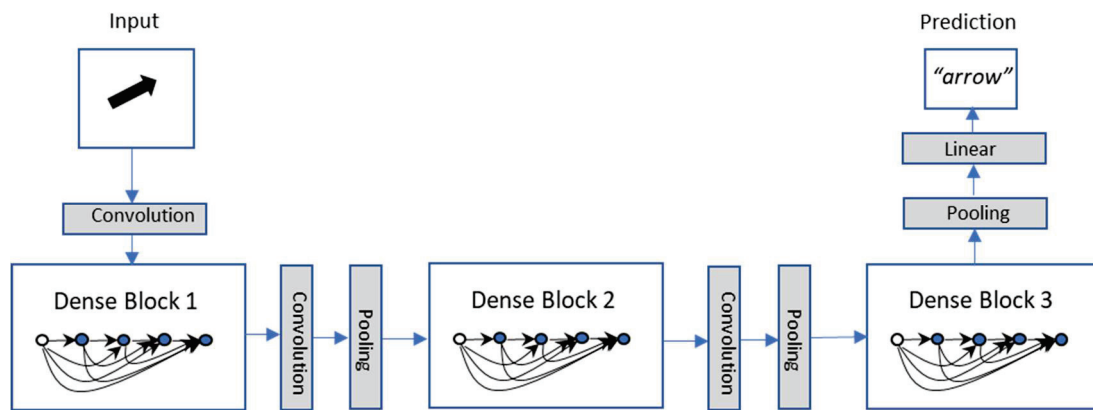 Input
Convolution
Dense Block 1
Convolution
Pooling
Dense Block 2
Convolution
Pooling
Dense Block 3
Pooling
Linear
“arrow”
Prediction